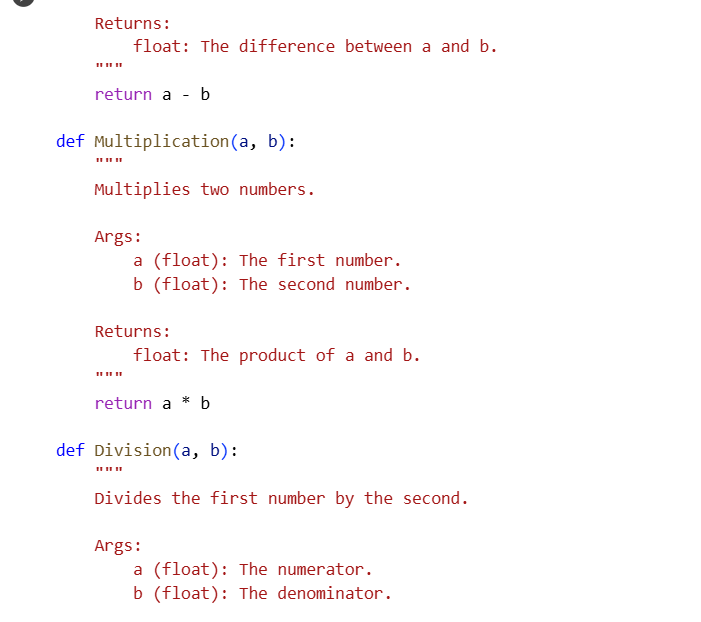 Returns:
float: The difference between a and b.
"""
return a - b
def Multiplication(a, b):
"""
Multiplies two numbers.
Args:
a (float): The first number.
b (float): The second number.
Returns:
float: The product of a and b.
"""
return a * b
def Division(a, b):
"""
Divides the first number by the second.
Args:
a (float): The numerator.
b (float): The denominator.